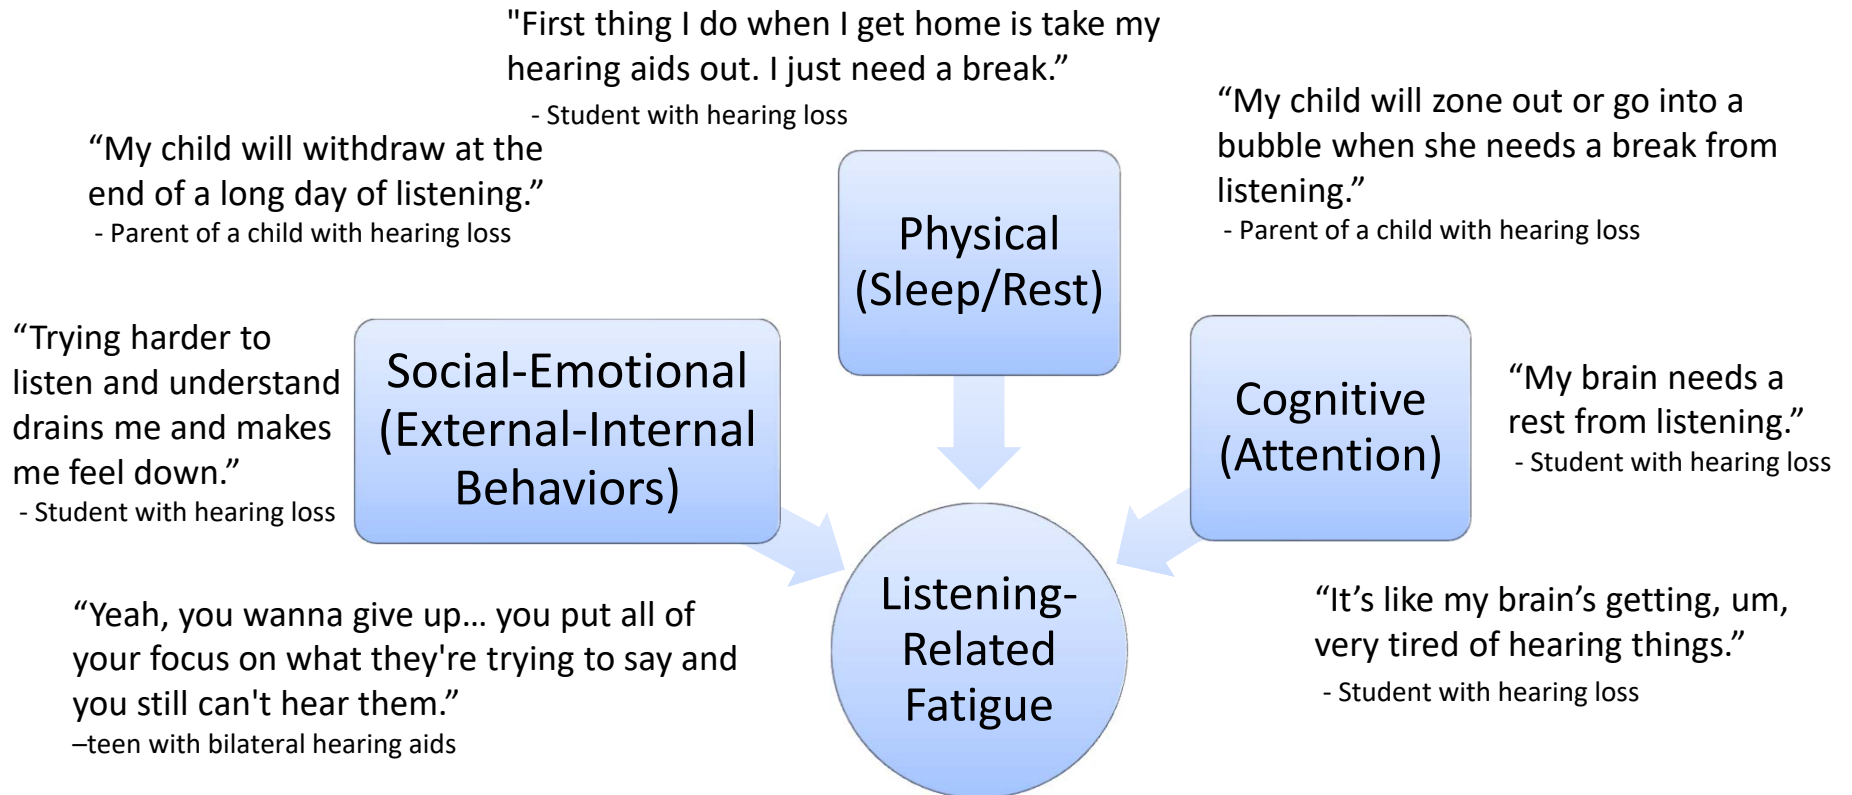 "First thing I do when I get home is take my
hearing aids out. I just need a break.”
- Student with hearing loss
“My child will withdraw at the
end of a long day of listening.”
- Parent of a child with hearing loss
“My child will zone out or go into a
bubble when she needs a break from
listening.”
- Parent of a child with hearing loss
Physical
(Sleep/Rest)
“Trying harder to
listen and understand
drains me and makes
me feel down.”
- Student with hearing loss
Social-Emotional
(External-Internal
Behaviors)
Cognitive
(Attention)
“My brain needs a
rest from listening.”
- Student with hearing loss
“Yeah, you wanna give up… you put all of
your focus on what they're trying to say and
you still can't hear them.”
–teen with bilateral hearing aids
Listening-
Related
Fatigue
“It’s like my brain’s getting, um,
very tired of hearing things.”
- Student with hearing loss